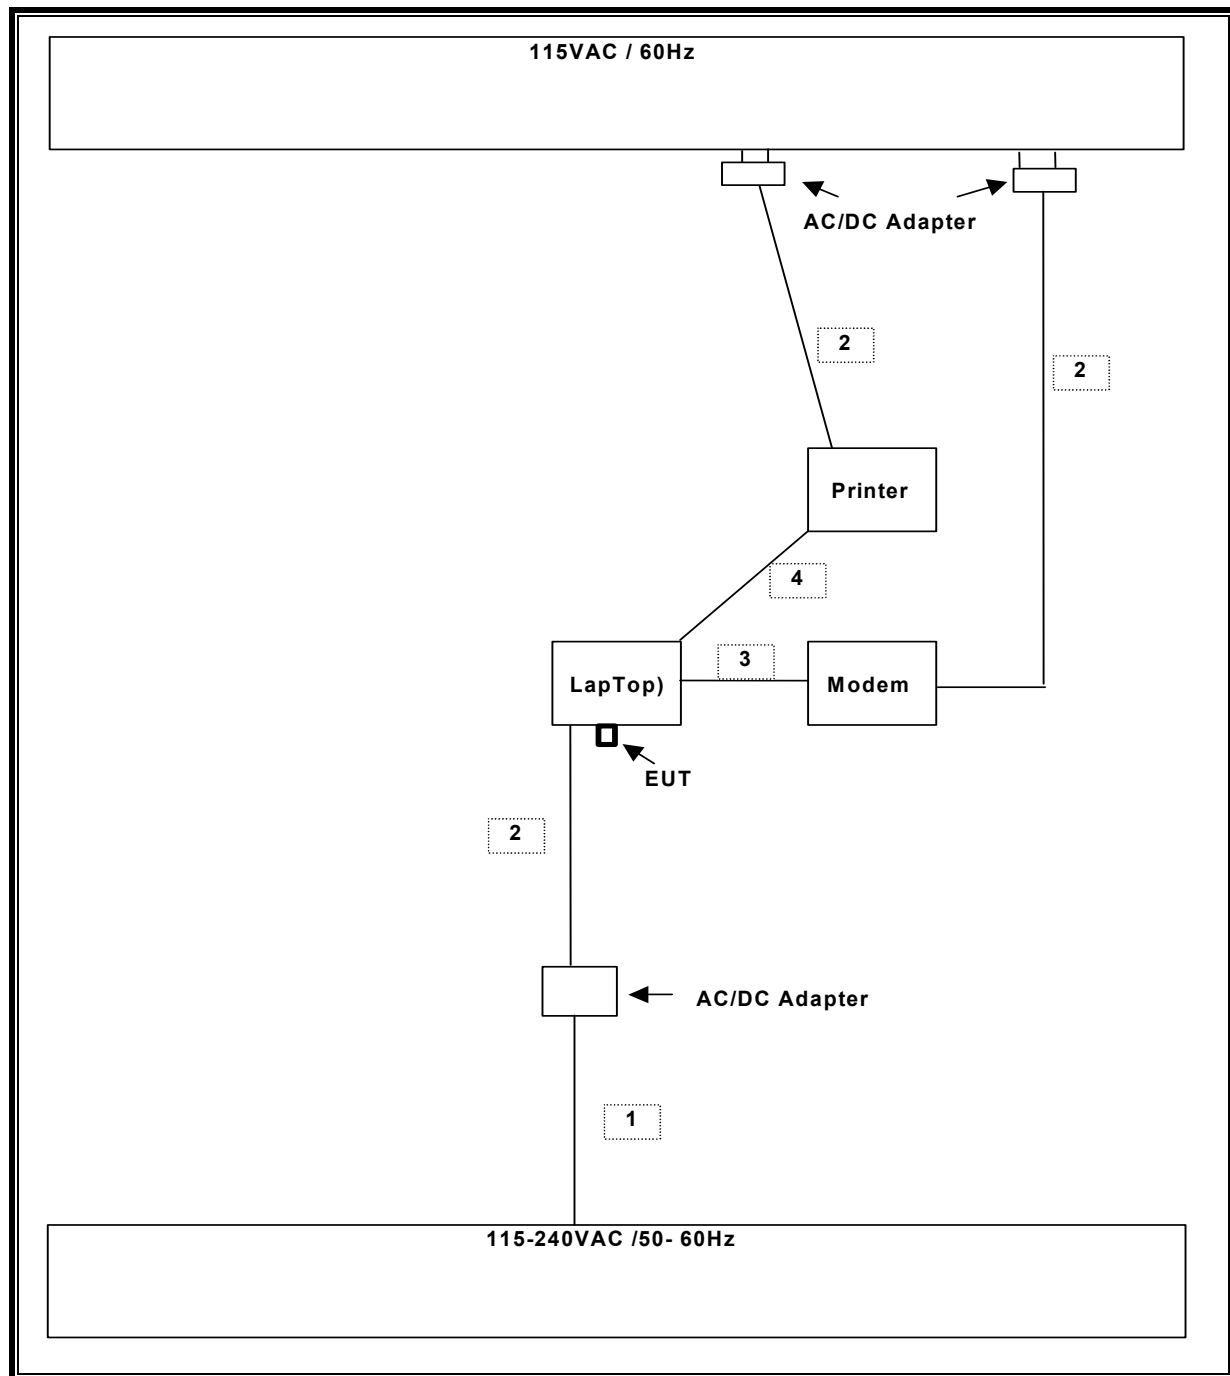 115VAC / 60Hz
AC/DC Adapter
2
2
Printer
4
3
LapTop)
Modem
EUT
2
AC/DC Adapter
1
115-240VAC /50- 60Hz